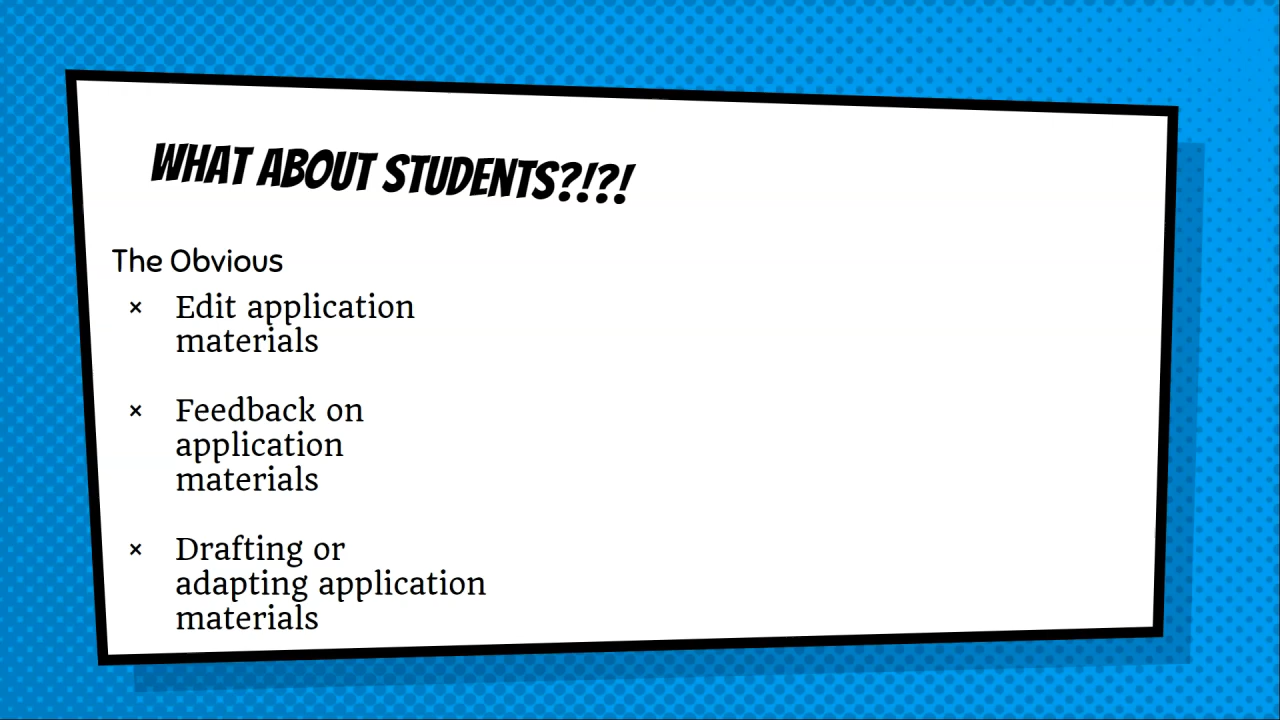 WHAT ABOUT STUDENTS?!?!
The Obvious
× Edit application
materials
× Feedback on
application
materials
× Drafting or
adapting application
materials